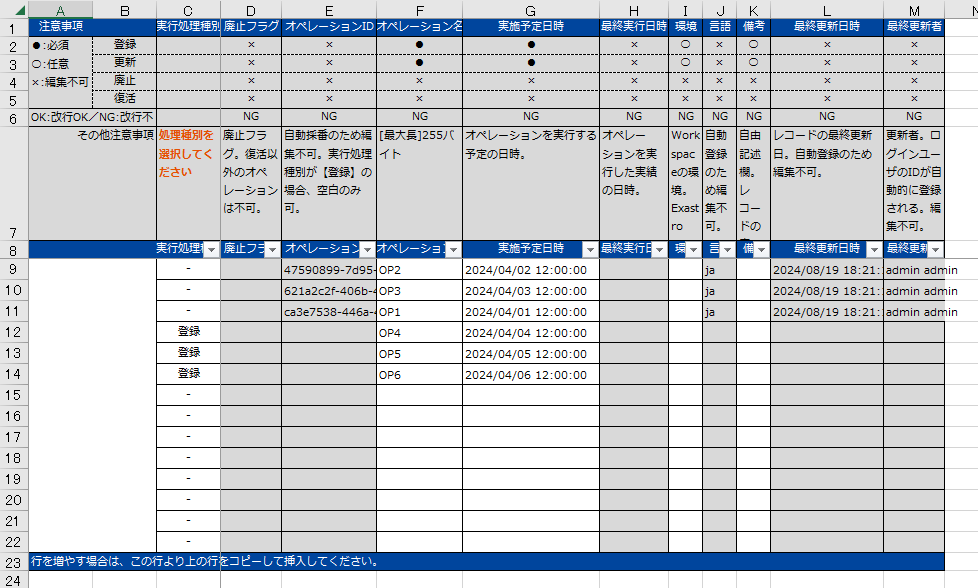 A B C D E F G H I J K L M
1 注意事項 実行処理種別 廃止フラグ オペレーションID オペレーション名 実施予定日時 最終実行日時 環境 言語 備考 最終更新日時 最終更新者
2 ●:必須 登録 × × ● ● × ○ × ○ × ×
3 ○:任意 更新 × × ● ● × ○ × ○ × ×
4 ×:編集不可 廃止 × × × × × × × × × ×
5 復活 × × × × × × × × × ×
6 OK:改行OK／NG:改行不 NG NG NG NG NG NG NG NG NG NG
7 その他注意事項
処理種別を
選択してく
ださい
廃止フラ
グ。復活以
外のオペ
レーション
は不可。
自動採番のため編
集不可。実行処理
種別が【登録】の
場合、空白のみ
可。
[最大長]255バ
イト
オペレーションを実行する
予定の日時。
オペレー
ションを実
行した実績
の日時。
Work
spac
eの環
境。
Exast
ro
自動
登録
のた
め編
集不
可。
自由
記述
欄。レ
コー
ドの
レコードの最終更新
日。自動登録のため
編集不可。
更新者。ロ
グインユー
ザのIDが自
動的に登録
される。編
集不可。
8 実行処理種 廃止フラ オペレーション オペレーショ 実施予定日時 最終実行日 環 言 備 最終更新日時 最終更新
9 - 47590899-7d95- OP2 2024/04/02 12:00:00 ja 2024/08/19 18:21: admin admin
10 - 621a2c2f-406b-4 OP3 2024/04/03 12:00:00 ja 2024/08/19 18:21: admin admin
11 - ca3e7538-446a- OP1 2024/04/01 12:00:00 ja 2024/08/19 18:21: admin admin
12 登録 OP4 2024/04/04 12:00:00
13 登録 OP5 2024/04/05 12:00:00
14 登録 OP6 2024/04/06 12:00:00
15 -
16 -
17 -
18 -
19 -
20 -
21 -
22 -
23 行を増やす場合は、この行より上の行をコピーして挿入してください。
24